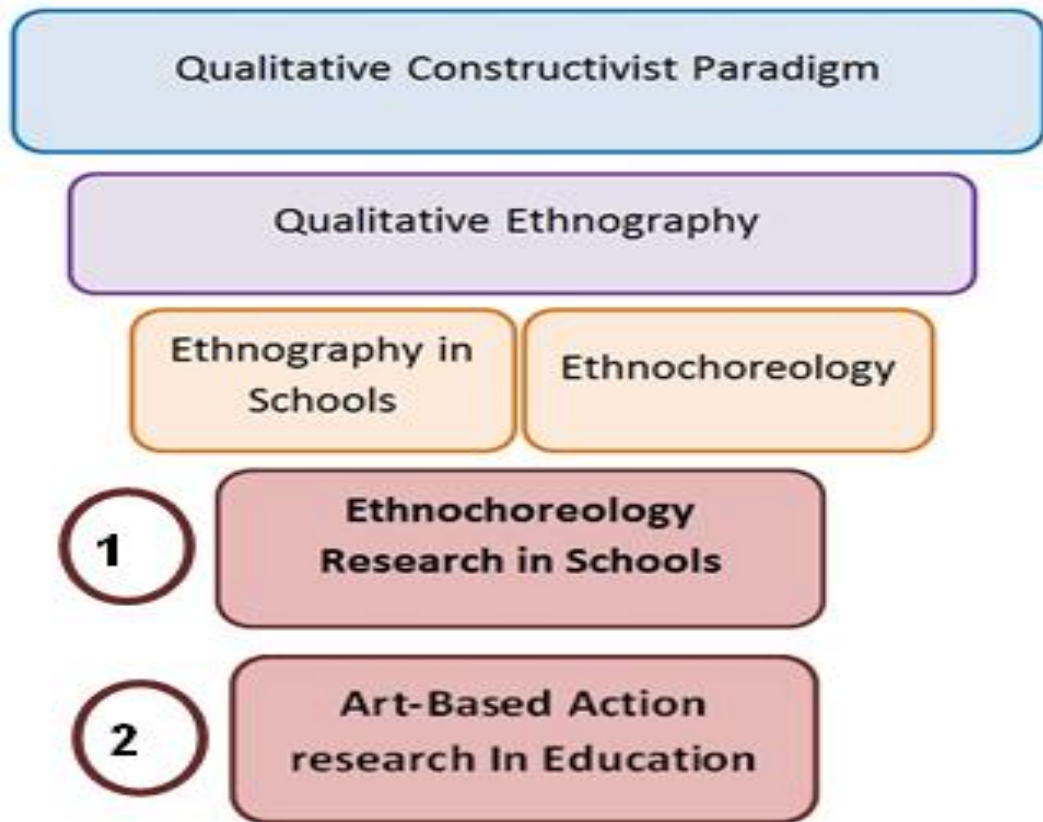 Qualitative Constructivist Paradigm
Qualitative Ethnography
Ethnography in
Schools
Ethnochoreology
1
Ethnochoreology
Research in Schools
2
Art-Based Action
research In Education